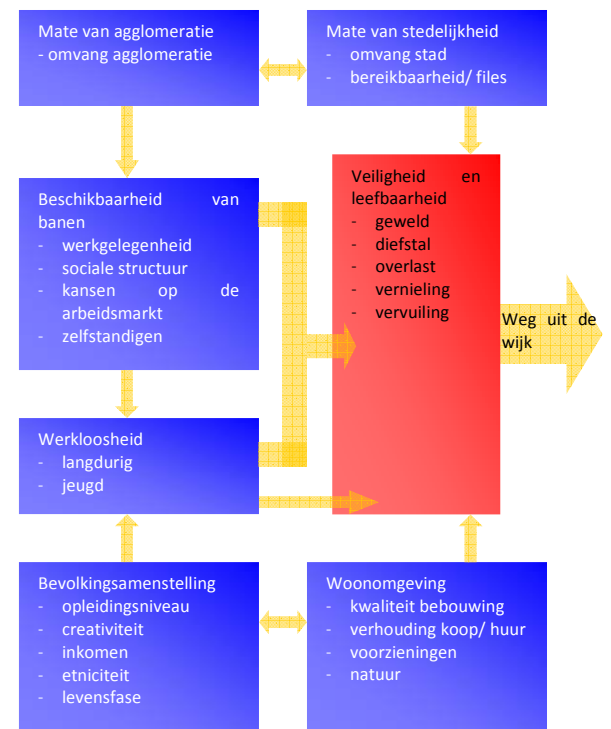 Mate van agglomeratie
- omvang agglomeratie
Mate van stedelijkheid
- omvang stad
- bereikbaarheid/ files
Beschikbaarheid van
banen
- werkgelegenheid
- sociale structuur
- kansen op de
arbeidsmarkt
- zelfstandigen
Veiligheid en
leefbaarheid
- geweld
- diefstal
- overlast
- vernieling
- vervuiling
Weg uit de
wijk
Werkloosheid
- langdurig
- jeugd
Bevolkingsamenstelling
- opleidingsniveau
- creativiteit
- inkomen
- etniciteit
- levensfase
Woonomgeving
- kwaliteit bebouwing
- verhouding koop/ huur
- voorzieningen
- natuur